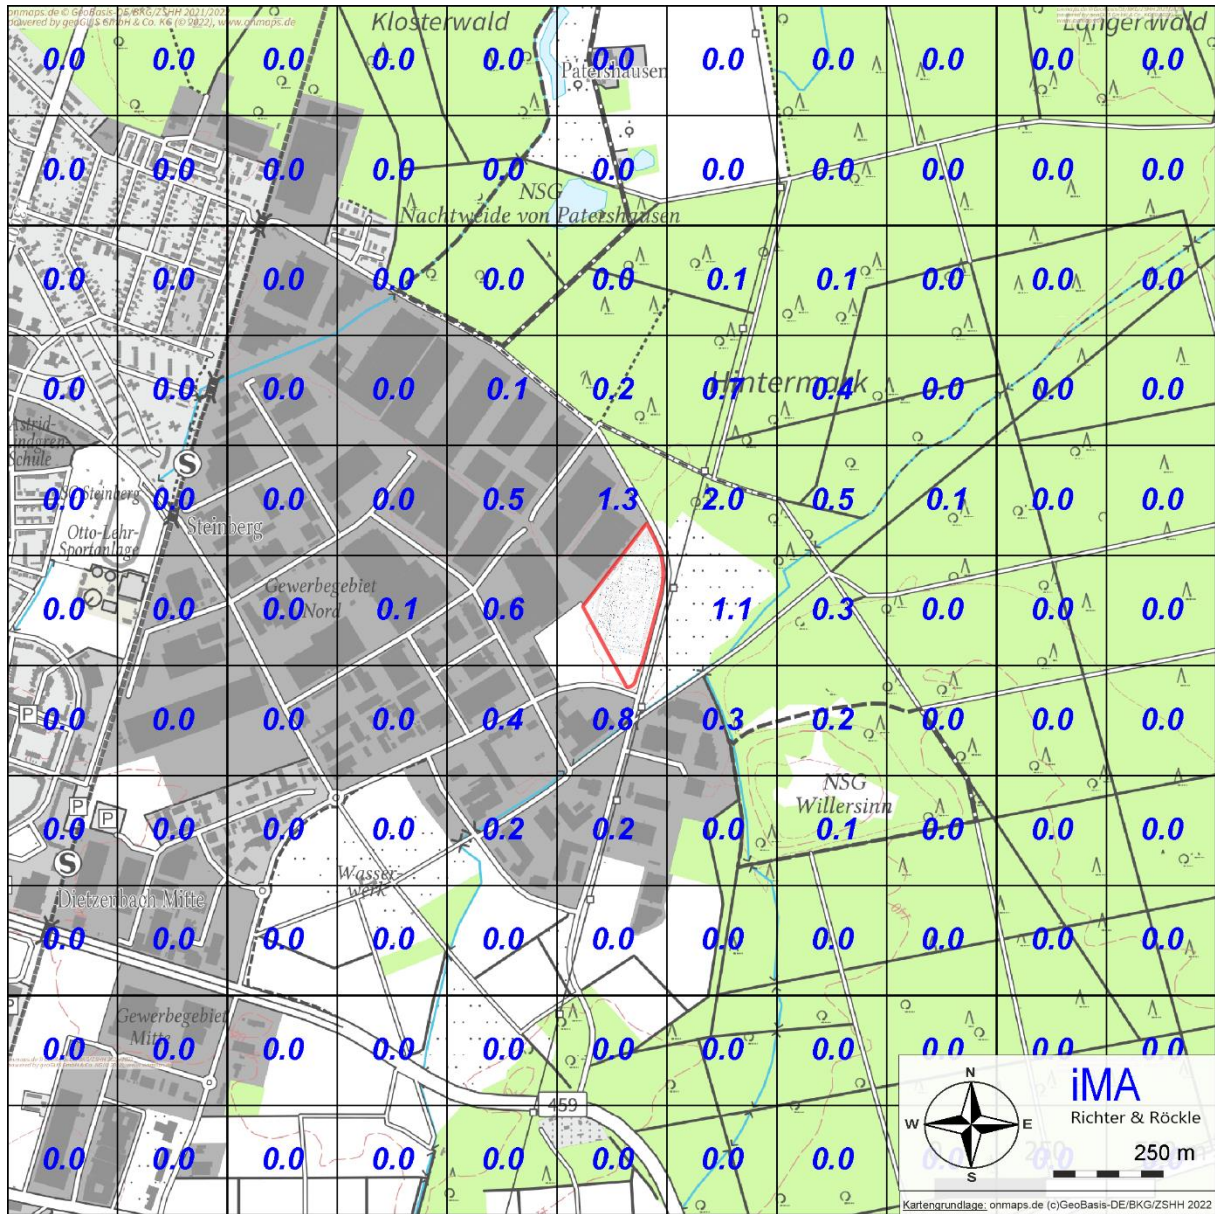 onmaps.de © GeoBasis-DE/BKG/ZSHH 2021/2022
powered by geoGLIS GmbH & Co. KG (© 2022), www.onmaps.de
Klosterwald
Langerwald
0.0 0.0 0.0 0.0 0.0 0.0 0.0 0.0 0.0 0.0 0.0
Patershausen
0.0 0.0 0.0 0.0 0.0 0.0 0.0 0.0 0.0 0.0 0.0
NSG
Nachtweide von Patershausen
0.0 0.0 0.0 0.0 0.0 0.0 0.1 0.1 0.0 0.0 0.0
0.0 0.0 0.0 0.0 0.1 0.2 0.7 0.4 0.0 0.0 0.0
Hintermark
Astrid-
Lindgren-
Schule
S
0.0 0.0 0.0 0.0 0.5 1.3 2.0 0.5 0.1 0.0 0.0
SC Steinberg
Steinberg
Otto-Lehr-
Sportanlage
Gewerbegebiet
Nord
0.0 0.0 0.0 0.1 0.6 1.1 0.3 0.0 0.0 0.0
P
0.0 0.0 0.0 0.0 0.4 0.8 0.3 0.2 0.0 0.0 0.0
NSG
Willersinn
P
P
0.0 0.0 0.0 0.0 0.2 0.2 0.0 0.1 0.0 0.0 0.0
S
Wasser-
werk
Dietzenbach Mitte
0.0 0.0 0.0 0.0 0.0 0.0 0.0 0.0 0.0 0.0 0.0
Gewerbegebiet
Mitte
0.0 0.0 0.0 0.0 0.0 0.0 0.0 0.0 0.0 0.0 0.0
459
0.0 0.0 0.0 0.0 0.0 0.0 0.0 0.0
N
W E
S
iMA
Richter & Röckle
250 m
Kartengrundlage: onmaps.de (c)GeoBasis-DE/BKG/ZSHH 2022